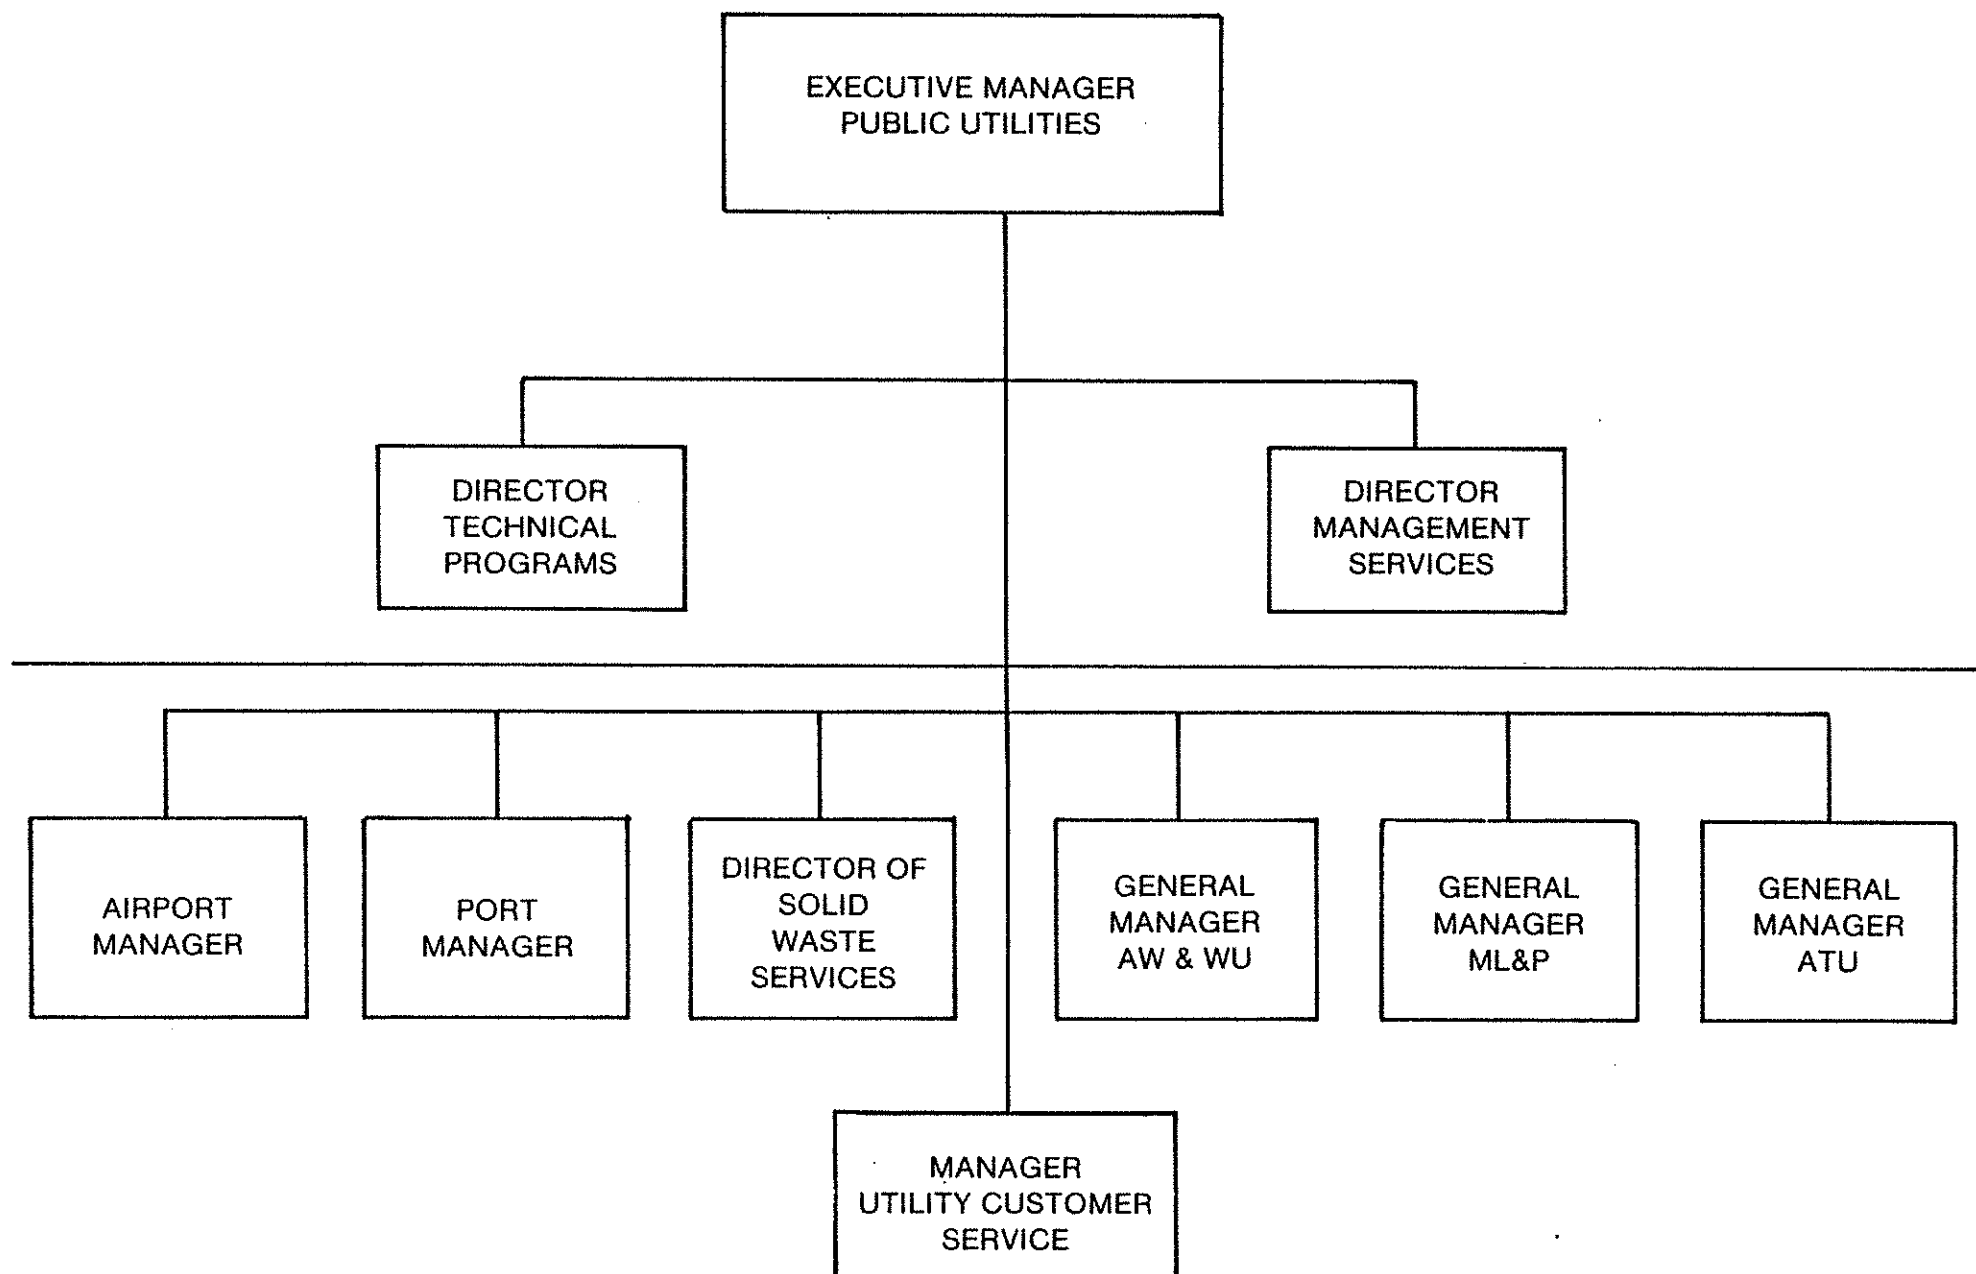 EXECUTIVE MANAGER
PUBLIC UTILITIES
DIRECTOR
TECHNICAL
PROGRAMS
DIRECTOR
MANAGEMENT
SERVICES
AIRPORT
MANAGER
PORT
MANAGER
DIRECTOR OF
SOLID
WASTE
SERVICES
GENERAL
MANAGER
AW & WU
GENERAL
MANAGER
ML&P
GENERAL
MANAGER
ATU
MANAGER
UTILITY CUSTOMER
SERVICE